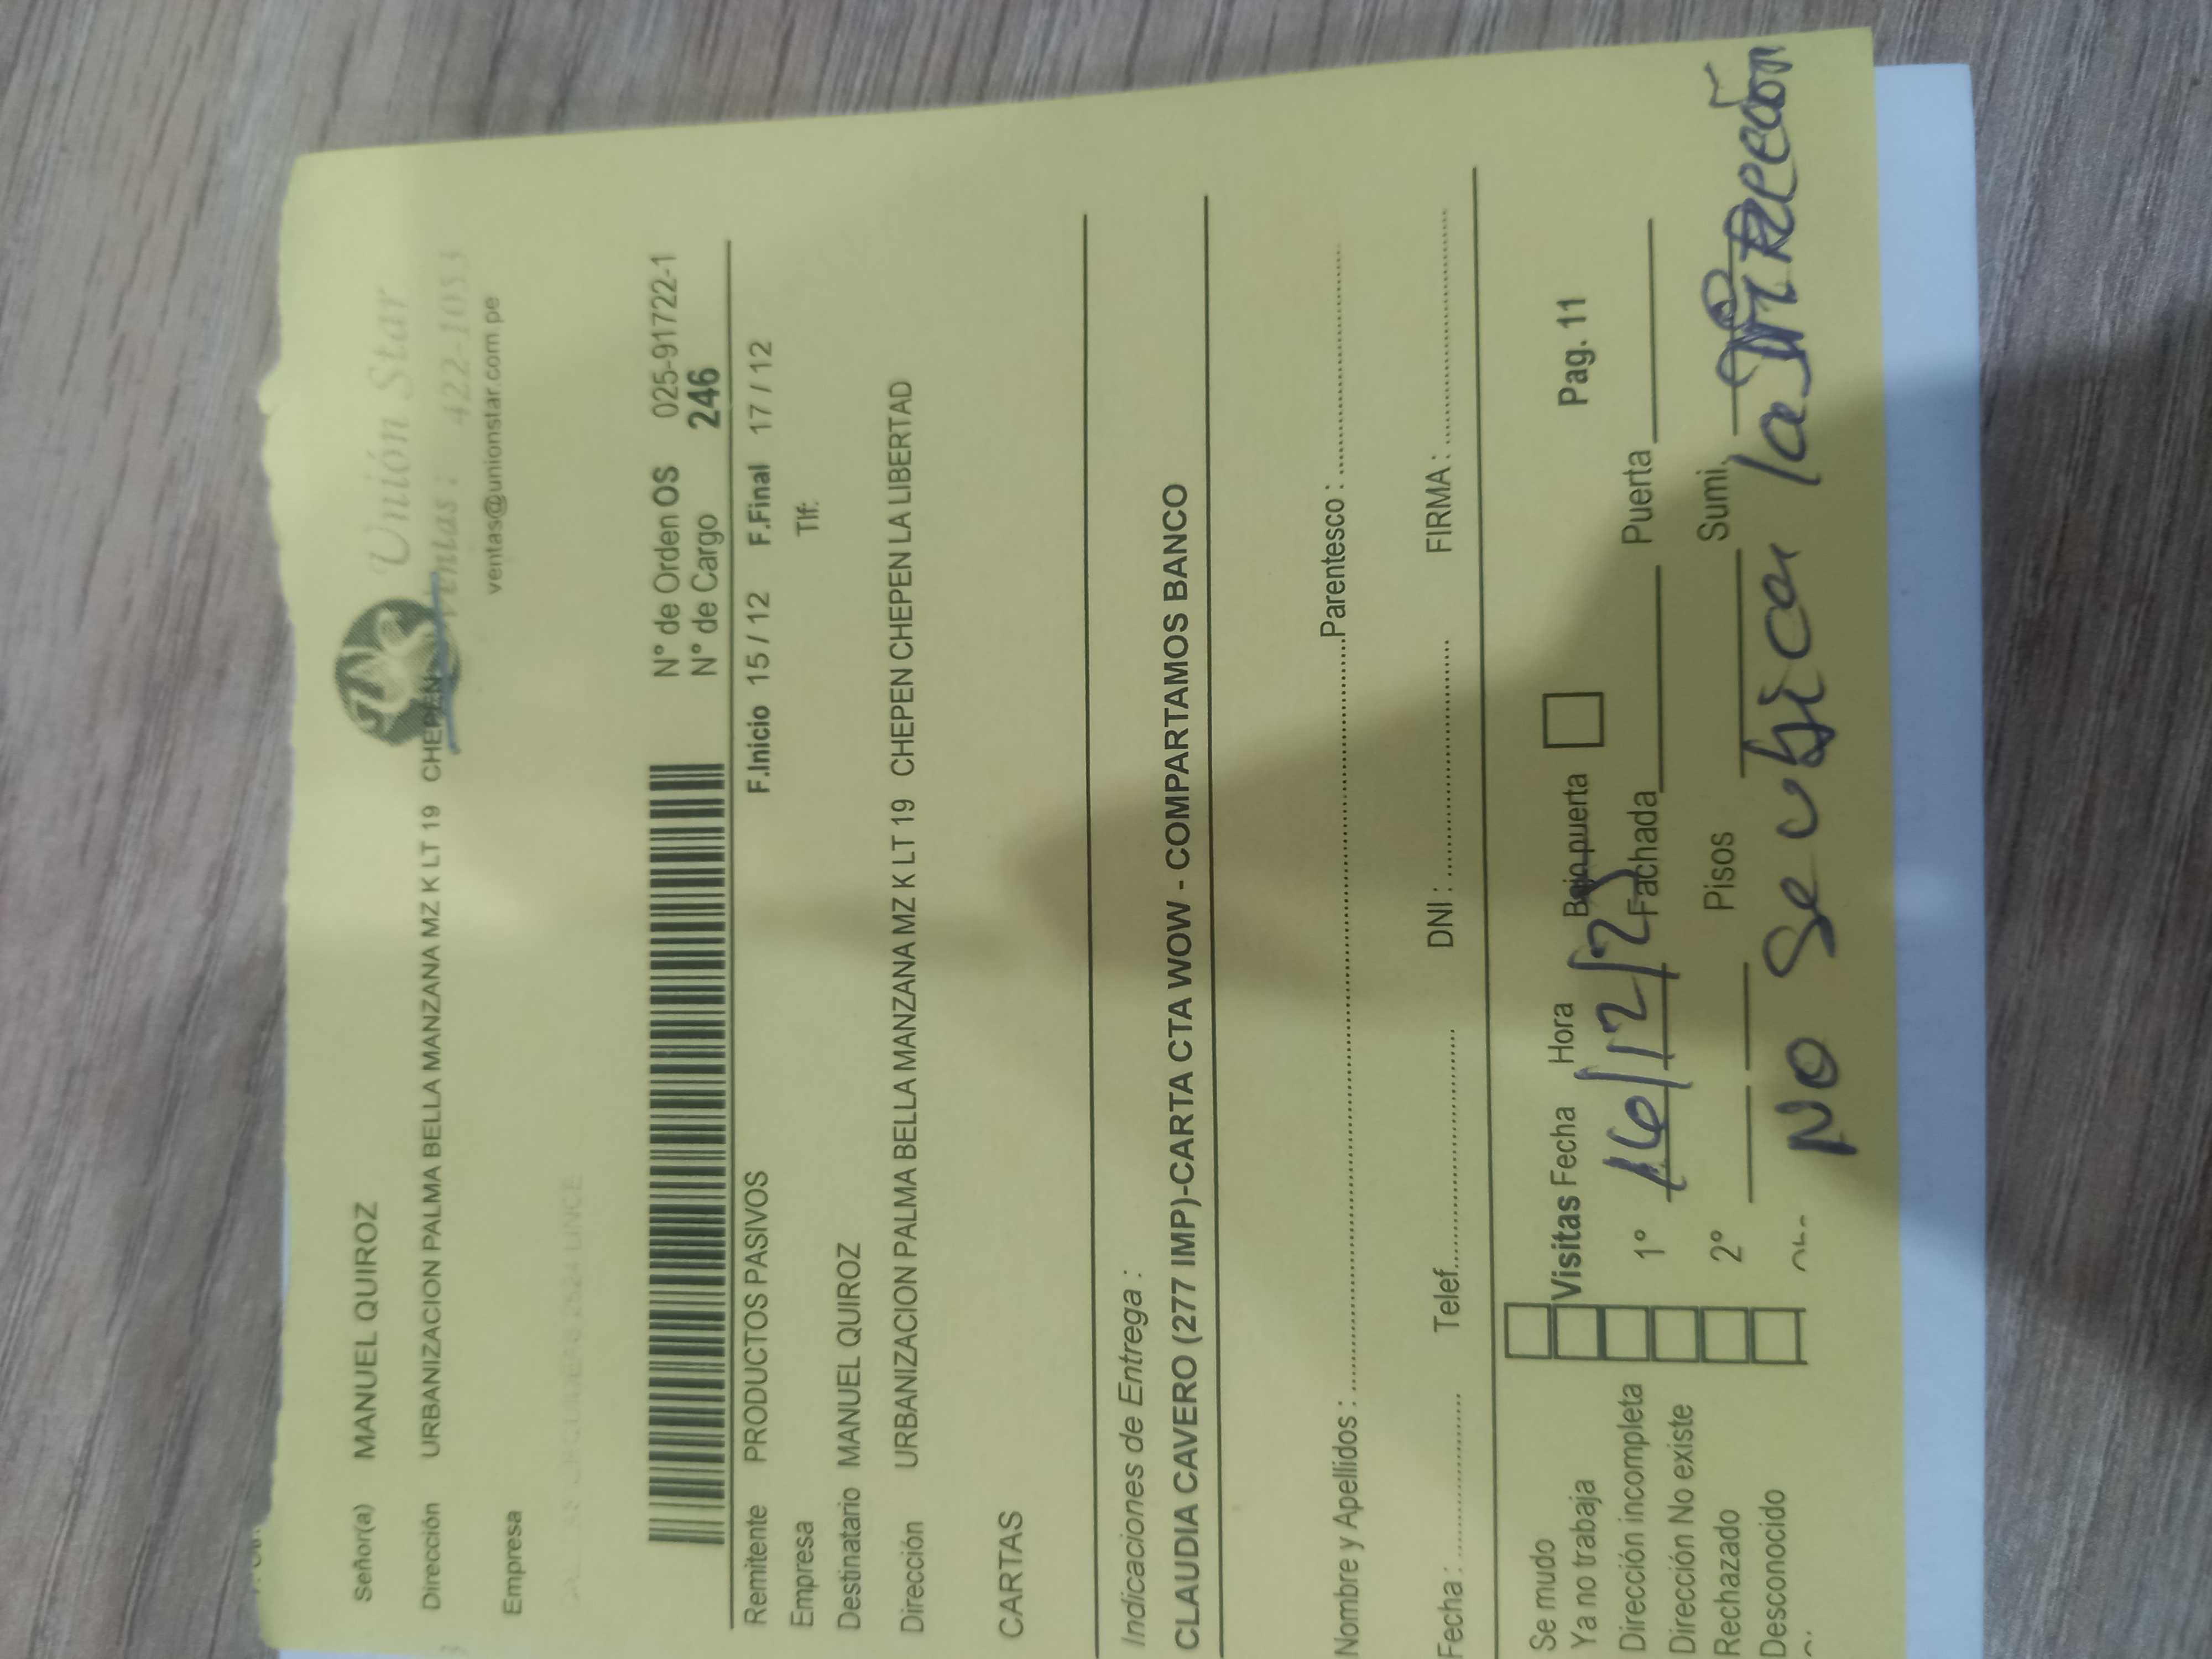 Unión Star
Ventas : 422-1053
ventas@unionstar.com.pe
Señor(a) MANUEL QUIROZ
Dirección URBANIZACION PALMA BELLA MANZANA MZ K LT 19 CHEPEN
Empresa
N° de Orden OS 025-91722-1
N° de Cargo 246
Remitente PRODUCTOS PASIVOS F.Inicio 15 / 12 F.Final 17 / 12
Empresa Tlf:
Destinatario MANUEL QUIROZ
Dirección URBANIZACION PALMA BELLA MANZANA MZ K LT 19 CHEPEN CHEPEN LA LIBERTAD
CARTAS
Indicaciones de Entrega :
CLAUDIA CAVERO (277 IMP)-CARTA CTA WOW - COMPARTAMOS BANCO
Nombre y Apellidos : Parentesco :
Fecha : Telef. DNI : FIRMA :
Se mudo
Ya no trabaja Visitas Fecha Hora Bajo puerta Pag. 11
Dirección incompleta 1° 16/12/25 Fachada Puerta
Dirección No existe
Rechazado 2° Pisos Sumi.
Desconocido
No se ubica la Dirección